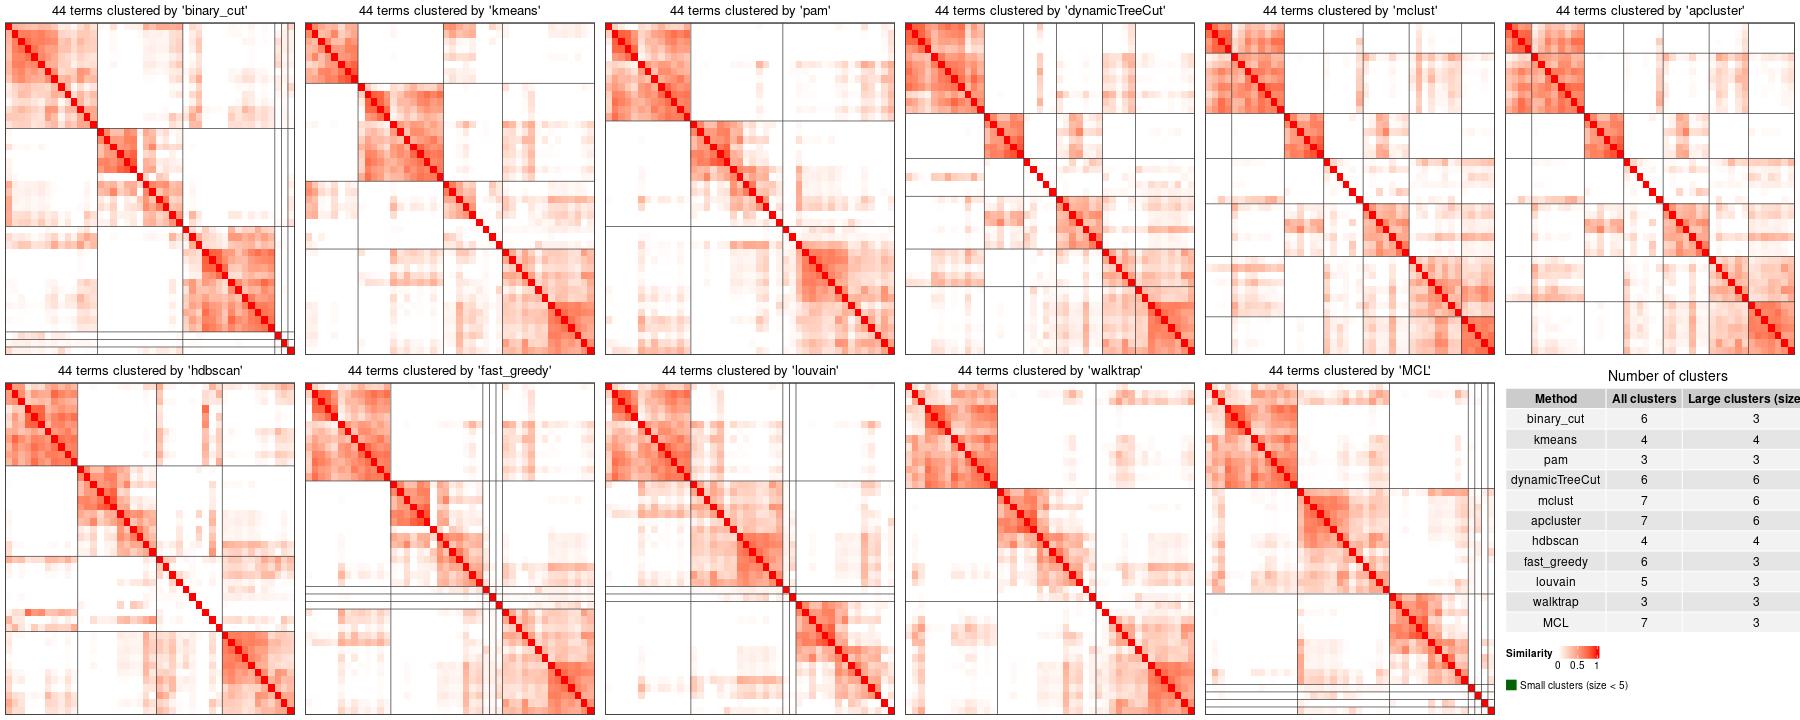 44 terms clustered by 'binary_cut'
44 terms clustered by 'kmeans'
44 terms clustered by 'pam'
44 terms clustered by 'dynamicTreeCut'
44 terms clustered by 'mclust'
44 terms clustered by 'apcluster'
44 terms clustered by 'hdbscan'
44 terms clustered by 'fast_greedy'
44 terms clustered by 'louvain'
44 terms clustered by 'walktrap'
44 terms clustered by 'MCL'
Number of clusters
Method All clusters Large clusters (size
binary_cut 6 3
kmeans 4 4
pam 3 3
dynamicTreeCut 6 6
mclust 7 6
apcluster 7 6
hdbscan 4 4
fast_greedy 6 3
louvain 5 3
walktrap 3 3
MCL 7 3
Similarity
0 0.5 1
Small clusters (size < 5)